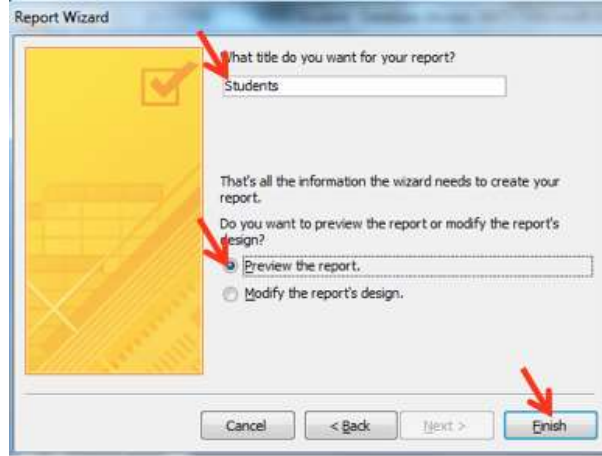 Report Wizard
What title do you want for your report?
Students
That's all the information the wizard needs to create your
report.
Do you want to preview the report or modify the report's
design?
Preview the report.
Modify the report's design.
Cancel
< Back
Next >
Finish